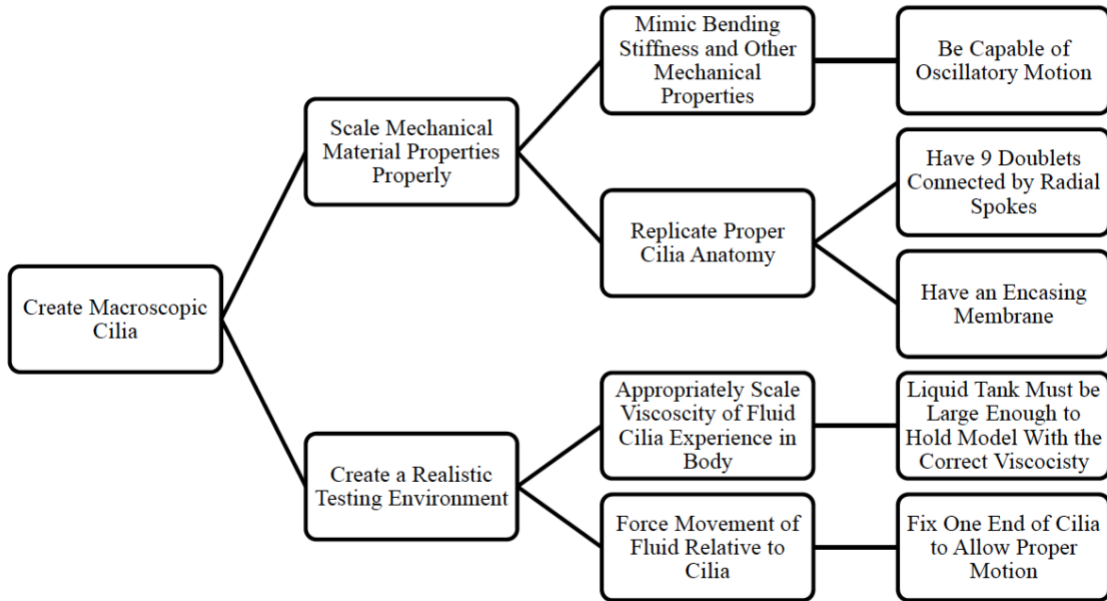 Create Macroscopic
Cilia
Scale Mechanical
Material Properties
Properly
Create a Realistic
Testing Environment
Mimic Bending
Stiffness and Other
Mechanical
Properties
Replicate Proper
Cilia Anatomy
Appropriately Scale
Viscoscity of Fluid
Cilia Experience in
Body
Force Movement of
Fluid Relative to
Cilia
Be Capable of
Oscillatory Motion
Have 9 Doublets
Connected by Radial
Spokes
Have an Encasing
Membrane
Liquid Tank Must be
Large Enough to
Hold Model With the
Correct Viscocisty
Fix One End of Cilia
to Allow Proper
Motion